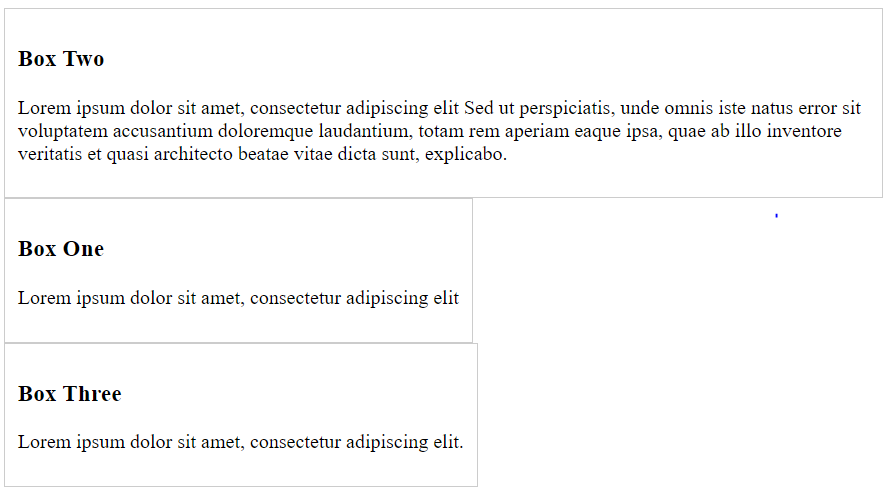 Box Two
Lorem ipsum dolor sit amet, consectetur adipiscing elit Sed ut perspiciatis, unde omnis iste natus error sit
voluptatem accusantium doloremque laudantium, totam rem aperiam eaque ipsa, quae ab illo inventore
veritatis et quasi architecto beatae vitae dicta sunt, explicabo.
Box One
Lorem ipsum dolor sit amet, consectetur adipiscing elit
Box Three
Lorem ipsum dolor sit amet, consectetur adipiscing elit.